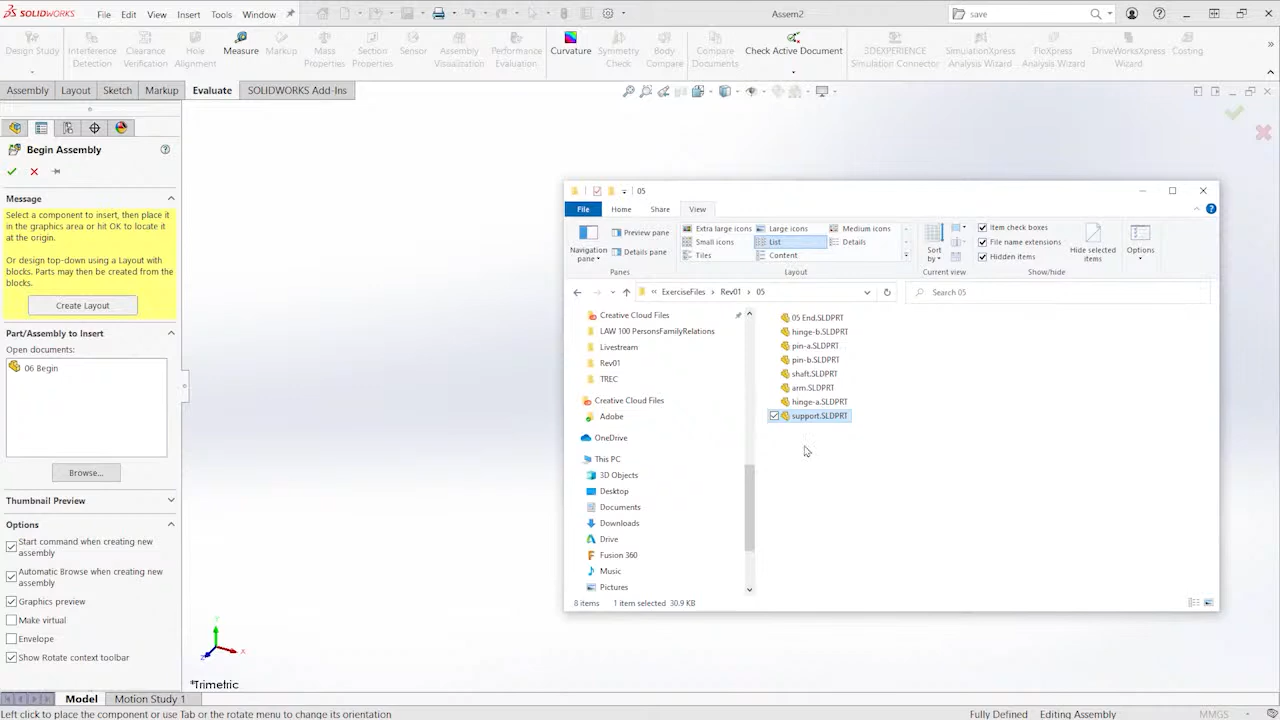 SOLIDWORKS File Edit View Insert Tools Window Assem2 save
Design Study Interference Detection Clearance Verification Hole Alignment Measure Markup Mass Properties Section Properties Sensor Assembly Visualization Performance Evaluation Curvature Symmetry Check Body Compare Compare Documents Check Active Document 3DEXPERIENCE Simulation Connector SimulationXpress Analysis Wizard FloXpress Analysis Wizard DriveWorksXpress Wizard Costing
Assembly Layout Sketch Markup Evaluate SOLIDWORKS Add-Ins
Begin Assembly
Message
Select a component to insert, then place it
in the graphics area or hit OK to locate it
at the origin.
Or design top-down using a Layout with
blocks. Parts may then be created from the
blocks.
Create Layout
Part/Assembly to Insert
Open documents:
06 Begin
Browse...
Thumbnail Preview
Options
Start command when creating new
assembly
Automatic Browse when creating new
assembly
Graphics preview
Make virtual
Envelope
Show Rotate context toolbar
05
File Home Share View
Navigation pane
Preview pane
Details pane
Panes
Extra large icons Large icons Medium icons
Small icons List Details
Tiles Content
Layout
Sort by
Current view
Item check boxes
File name extensions
Hidden items
Hide selected items
Show/hide
Options
« ExerciseFiles › Rev01 › 05
Search 05
Creative Cloud Files
LAW 100 PersonsFamilyRelations
Livestream
Rev01
TREC
Creative Cloud Files
Adobe
OneDrive
This PC
3D Objects
Desktop
Documents
Downloads
Drive
Fusion 360
Music
Pictures
05 End.SLDPRT
hinge-b.SLDPRT
pin-a.SLDPRT
pin-b.SLDPRT
shaft.SLDPRT
arm.SLDPRT
hinge-a.SLDPRT
support.SLDPRT
8 items 1 item selected 30.9 KB
Y
X
Z
*Trimetric
Model Motion Study 1
Left click to place the component or use Tab or the rotate menu to change its orientation Fully Defined Editing Assembly MMGS